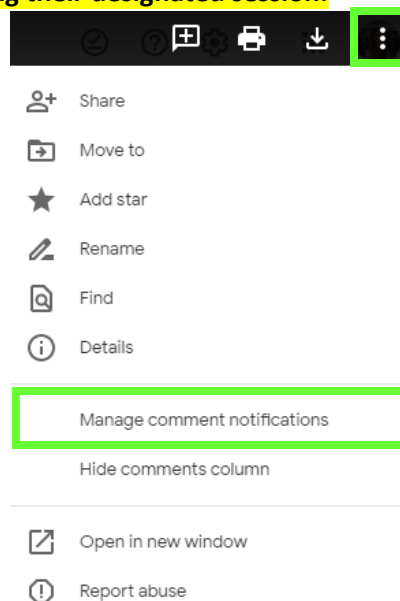 their designated session.
Share
Move to
Add star
Rename
Find
Details
Manage comment notifications
Hide comments column
Open in new window
Report abuse